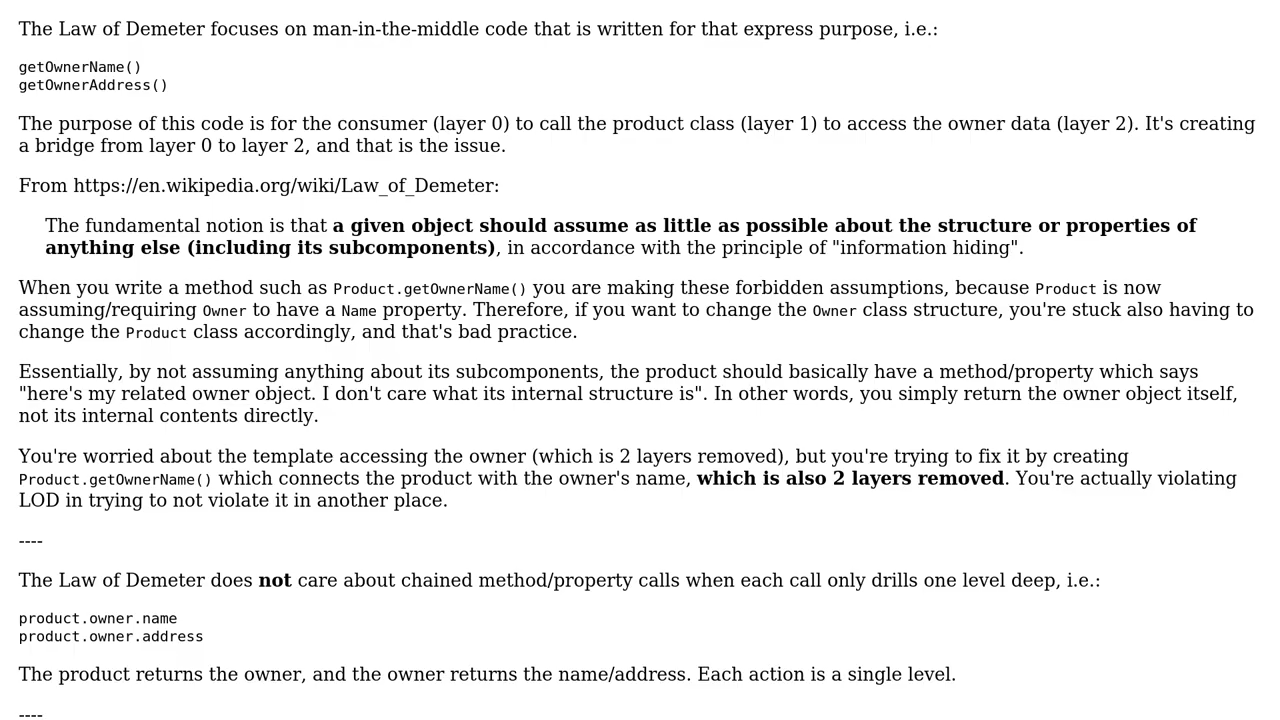 The Law of Demeter focuses on man-in-the-middle code that is written for that express purpose, i.e.:
getOwnerName()
getOwnerAddress()
The purpose of this code is for the consumer (layer 0) to call the product class (layer 1) to access the owner data (layer 2). It's creating
a bridge from layer 0 to layer 2, and that is the issue.
From https://en.wikipedia.org/wiki/Law_of_Demeter:
The fundamental notion is that a given object should assume as little as possible about the structure or properties of
anything else (including its subcomponents), in accordance with the principle of "information hiding".
When you write a method such as Product.getOwnerName() you are making these forbidden assumptions, because Product is now
assuming/requiring Owner to have a Name property. Therefore, if you want to change the Owner class structure, you're stuck also having to
change the Product class accordingly, and that's bad practice.
Essentially, by not assuming anything about its subcomponents, the product should basically have a method/property which says
"here's my related owner object. I don't care what its internal structure is". In other words, you simply return the owner object itself,
not its internal contents directly.
You're worried about the template accessing the owner (which is 2 layers removed), but you're trying to fix it by creating
Product.getOwnerName() which connects the product with the owner's name, which is also 2 layers removed. You're actually violating
LOD in trying to not violate it in another place.
----
The Law of Demeter does not care about chained method/property calls when each call only drills one level deep, i.e.:
product.owner.name
product.owner.address
The product returns the owner, and the owner returns the name/address. Each action is a single level.
----